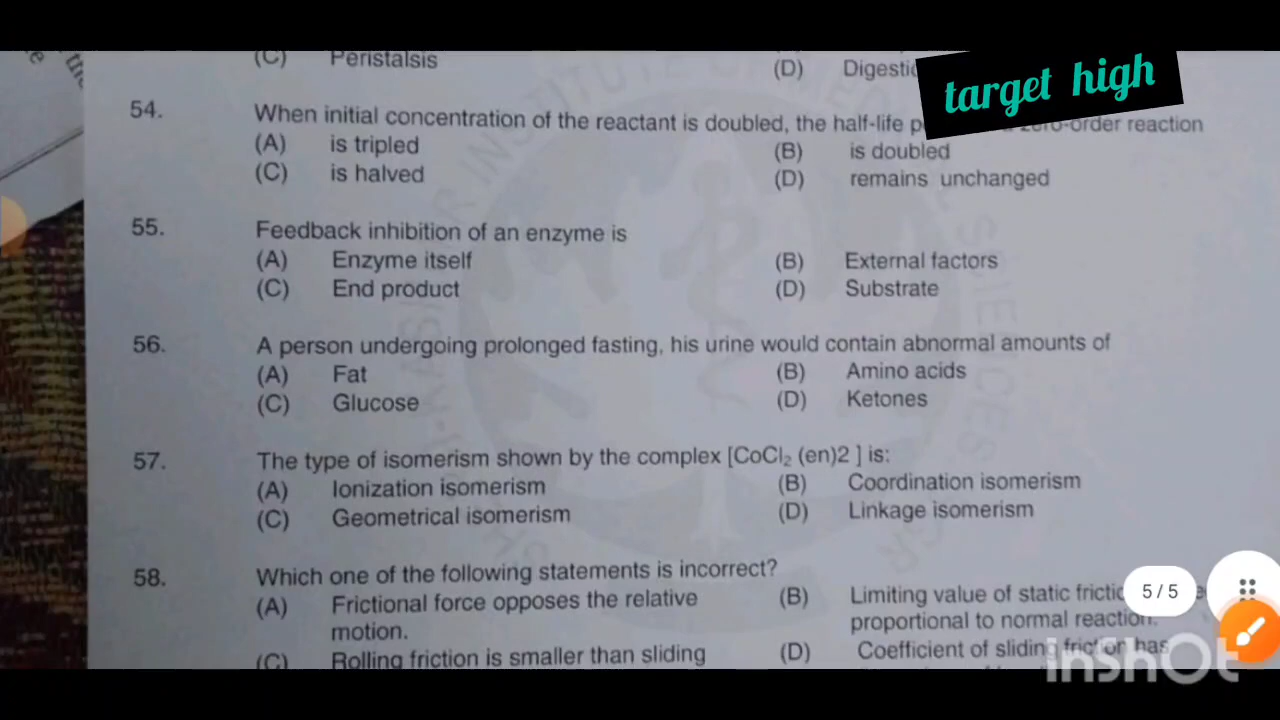 (C) Peristalsis
(D) Digestic
target high
54. When initial concentration of the reactant is doubled, the half-life p zero-order reaction
(A) is tripled (B) is doubled
(C) is halved (D) remains unchanged
55. Feedback inhibition of an enzyme is
(A) Enzyme itself (B) External factors
(C) End product (D) Substrate
56. A person undergoing prolonged fasting, his urine would contain abnormal amounts of
(A) Fat (B) Amino acids
(C) Glucose (D) Ketones
57. The type of isomerism shown by the complex [CoCl₂ (en)2 ] is:
(A) Ionization isomerism (B) Coordination isomerism
(C) Geometrical isomerism (D) Linkage isomerism
58. Which one of the following statements is incorrect?
(A) Frictional force opposes the relative motion.
(B) Limiting value of static frictio
proportional to normal reaction.
(C) Rolling friction is smaller than sliding
(D) Coefficient of sliding friction has
5 / 5
InShOt